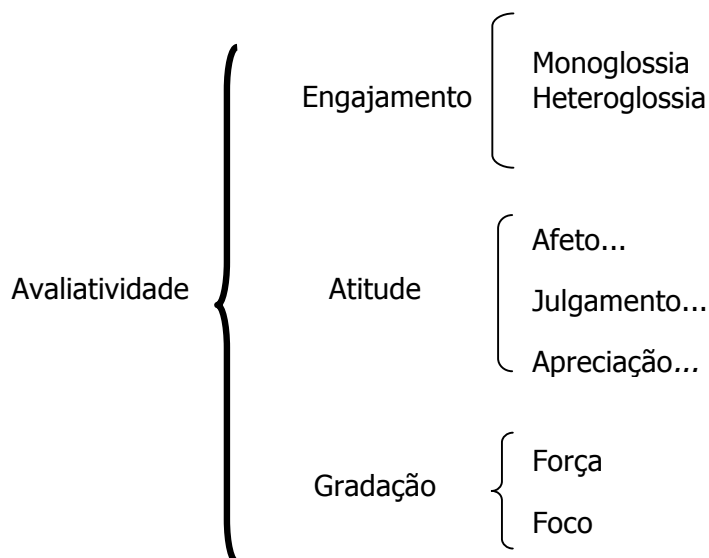 Avaliatividade
Engajamento
Monoglossia
Heteroglossia
Atitude
Afeto...
Julgamento...
Apreciação...
Gradação
Força
Foco